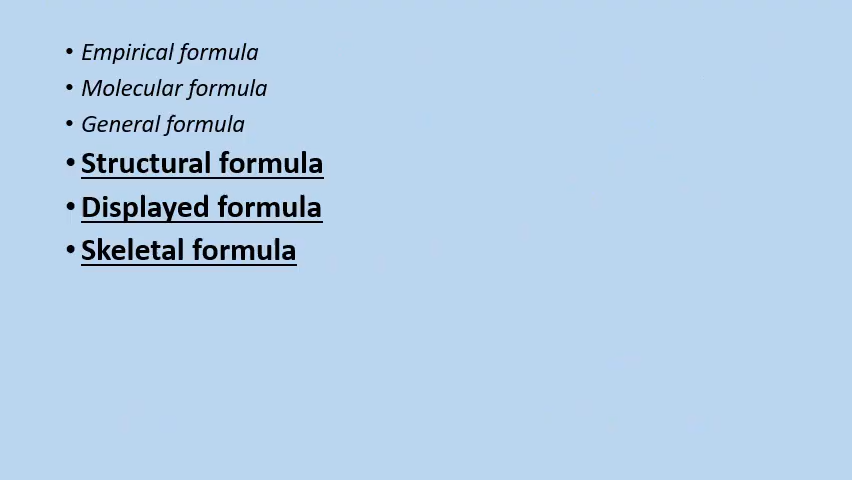 • Empirical formula
• Molecular formula
• General formula
• Structural formula
• Displayed formula
• Skeletal formula